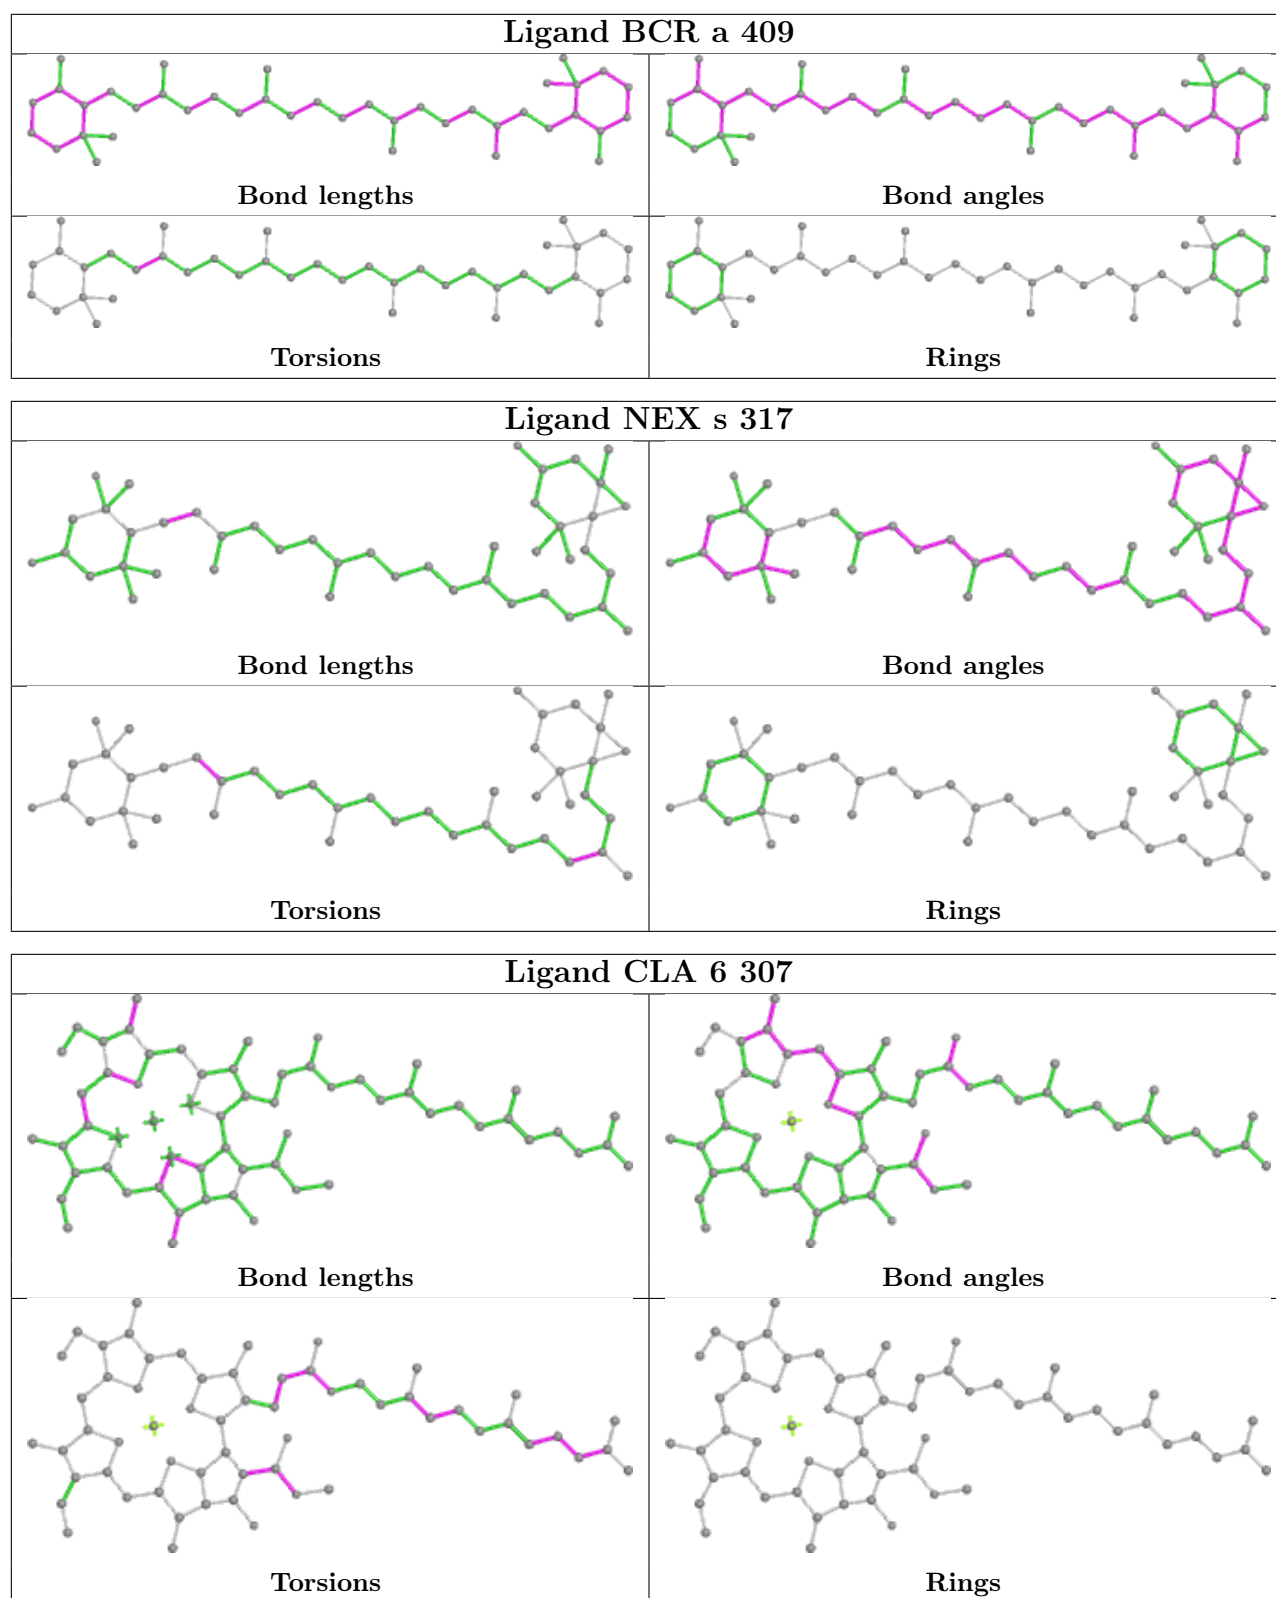 Ligand BCR a 409
Bond lengths
Bond angles
Torsions
Rings
Ligand NEX s 317
Bond lengths
Bond angles
Torsions
Rings
Ligand CLA 6 307
Bond lengths
Bond angles
Torsions
Rings